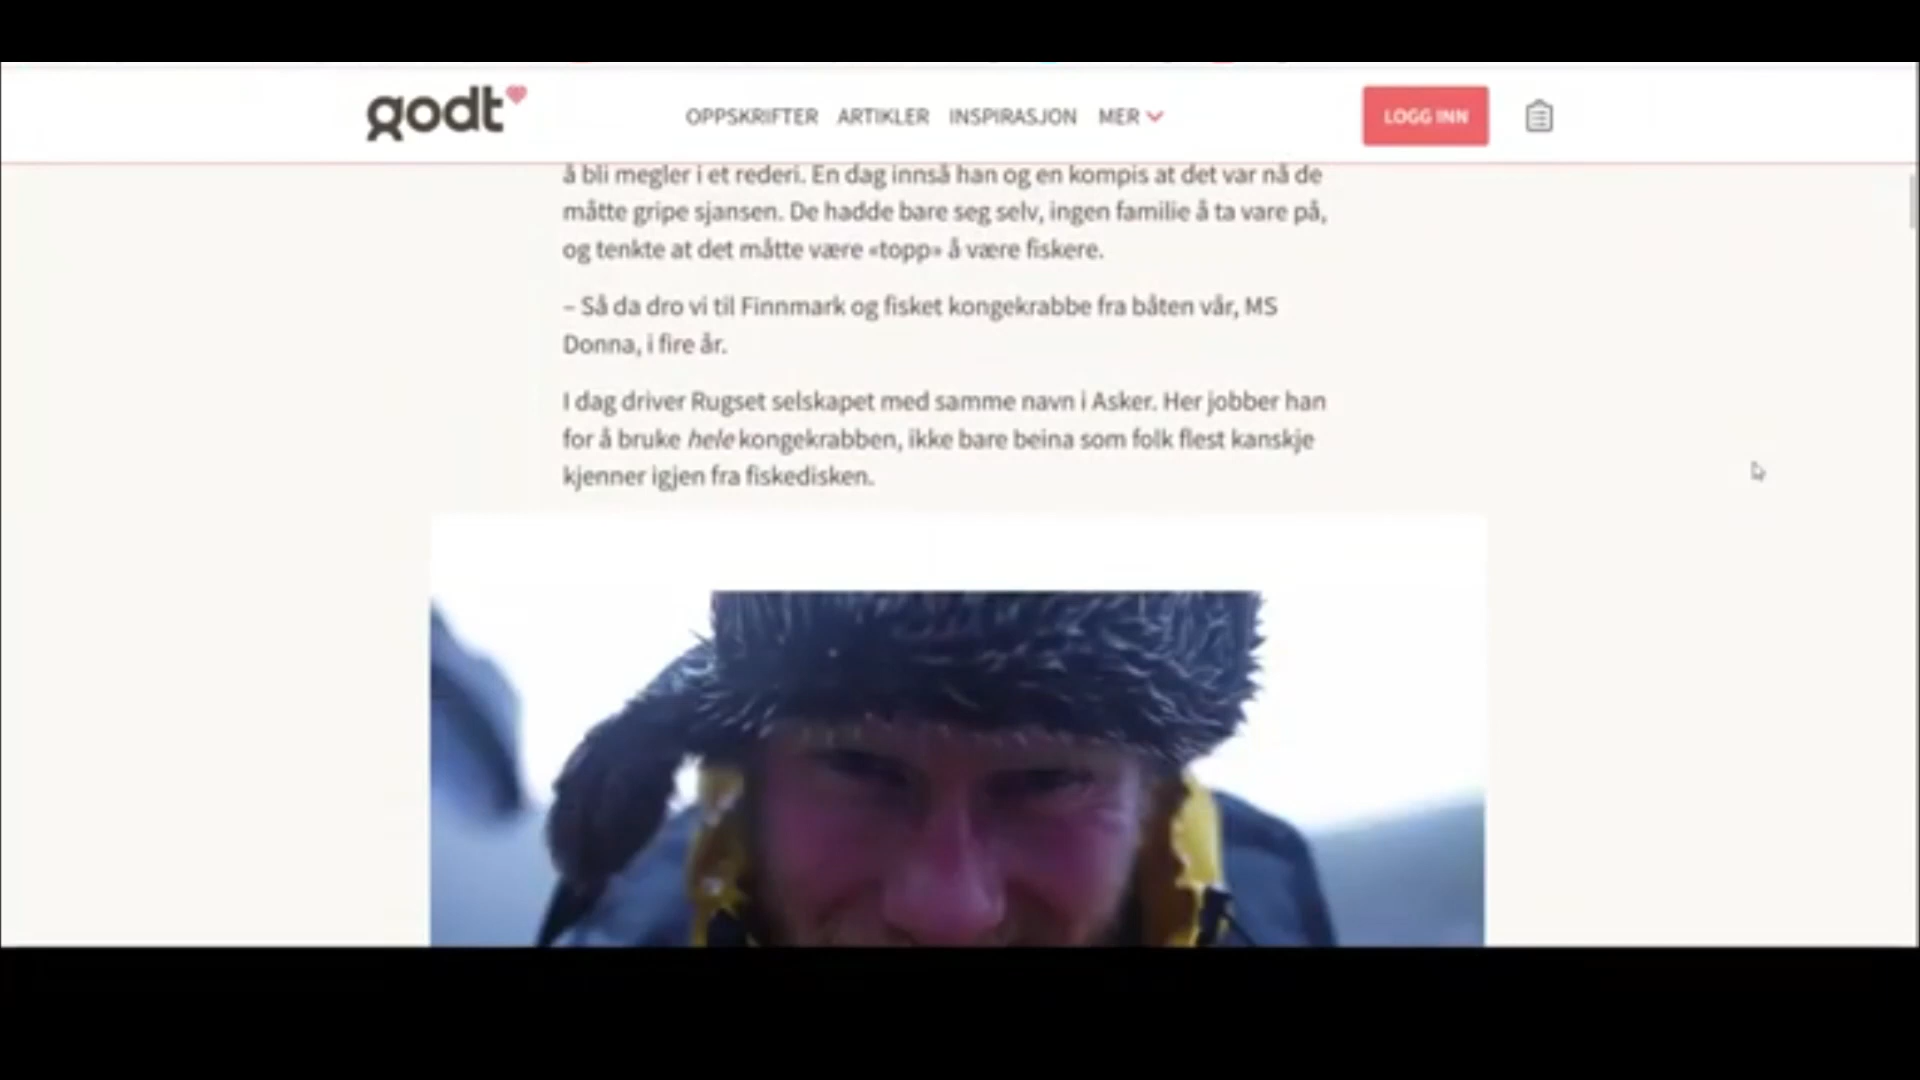 godt
OPPSKRIFTER ARTIKLER INSPIRASJON MER
LOGG INN
å bli megler i et rederi. En dag innså han og en kompis at det var nå de
måtte gripe sjansen. De hadde bare seg selv, ingen familie å ta vare på,
og tenkte at det måtte være «topp» å være fiskere.
– Så da dro vi til Finnmark og fisket kongekrabbe fra båten vår, MS
Donna, i fire år.
I dag driver Rugset selskapet med samme navn i Asker. Her jobber han
for å bruke hele kongekrabben, ikke bare beina som folk flest kanskje
kjenner igjen fra fiskedisken.